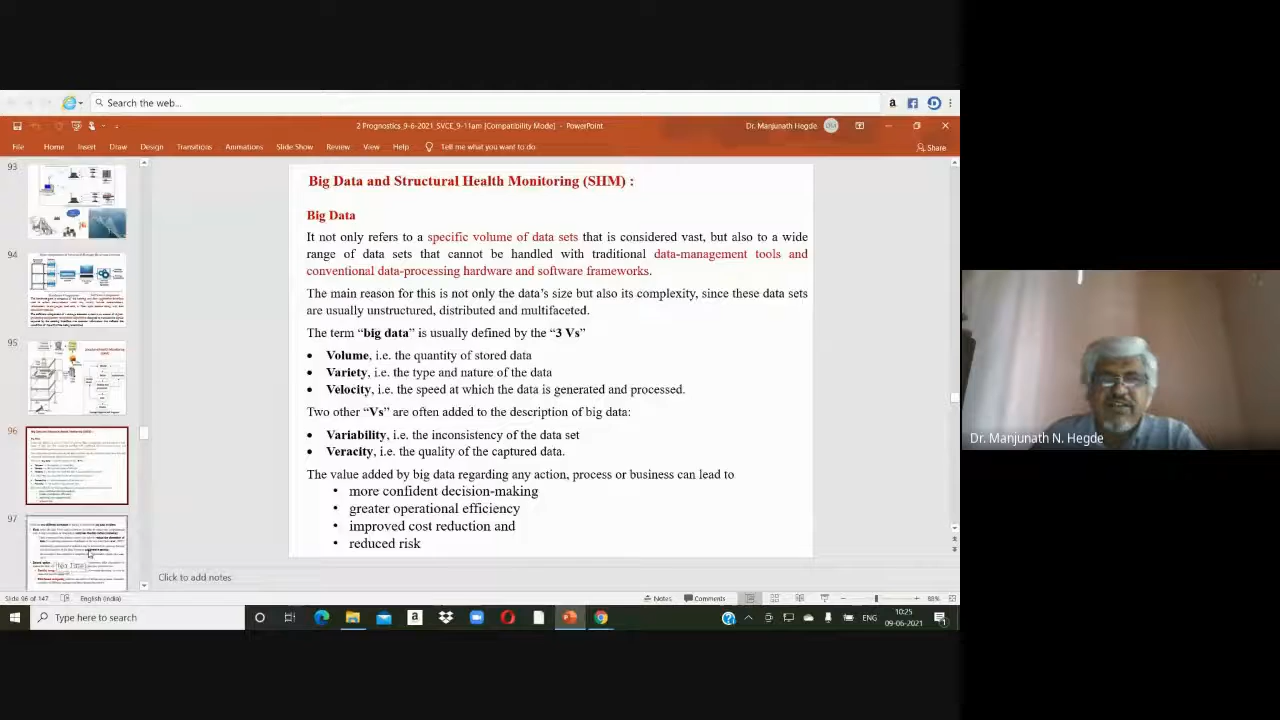 Search the web...
2 Prognostics_9-6-2021_SVCE_9-11am [Compatibility Mode] - PowerPoint
Dr. Manjunath Hegde
File Home Insert Draw Design Transitions Animations Slide Show Review View Help Tell me what you want to do
Share
93
94
95
96
97
Big Data and Structural Health Monitoring (SHM) :
Big Data
It not only refers to a specific volume of data sets that is considered vast, but also to a wide
range of data sets that cannot be handled with traditional data-management tools and
conventional data-processing hardware and software frameworks.
The main reason for this is not only the data's size but also its complexity, since these data sets
are usually unstructured, distributed and multifaceted.
The term “big data” is usually defined by the “3 Vs”
• Volume, i.e. the quantity of stored data
• Variety, i.e. the type and nature of the data
• Velocity, i.e. the speed at which the data is generated and processed.
Two other “Vs” are often added to the description of big data:
• Variability, i.e. the inconsistency of the data set
Veracity, i.e. the quality of the captured data.
added by big data regarding any action, process or business can lead to
more confident decision-making
• greater operational efficiency
• improved cost reduction and
• reduced risk
Click to add notes
Slide 96 of 147 English (India) Notes Comments 88%
Type here to search
ENG
10:25
09-06-2021
Dr. Manjunath N. Hegde